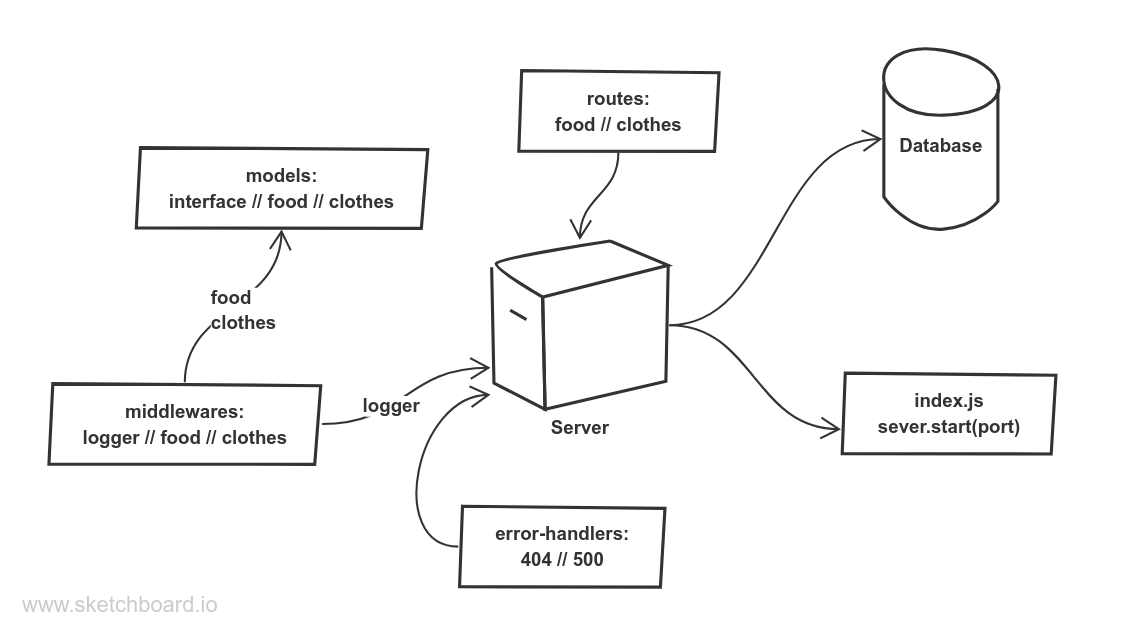 routes:
food // clothes
Database
models:
interface // food // clothes
food
clothes
middlewares:
logger // food // clothes
logger
Server
index.js
sever.start(port)
error-handlers:
404 // 500
www.sketchboard.io